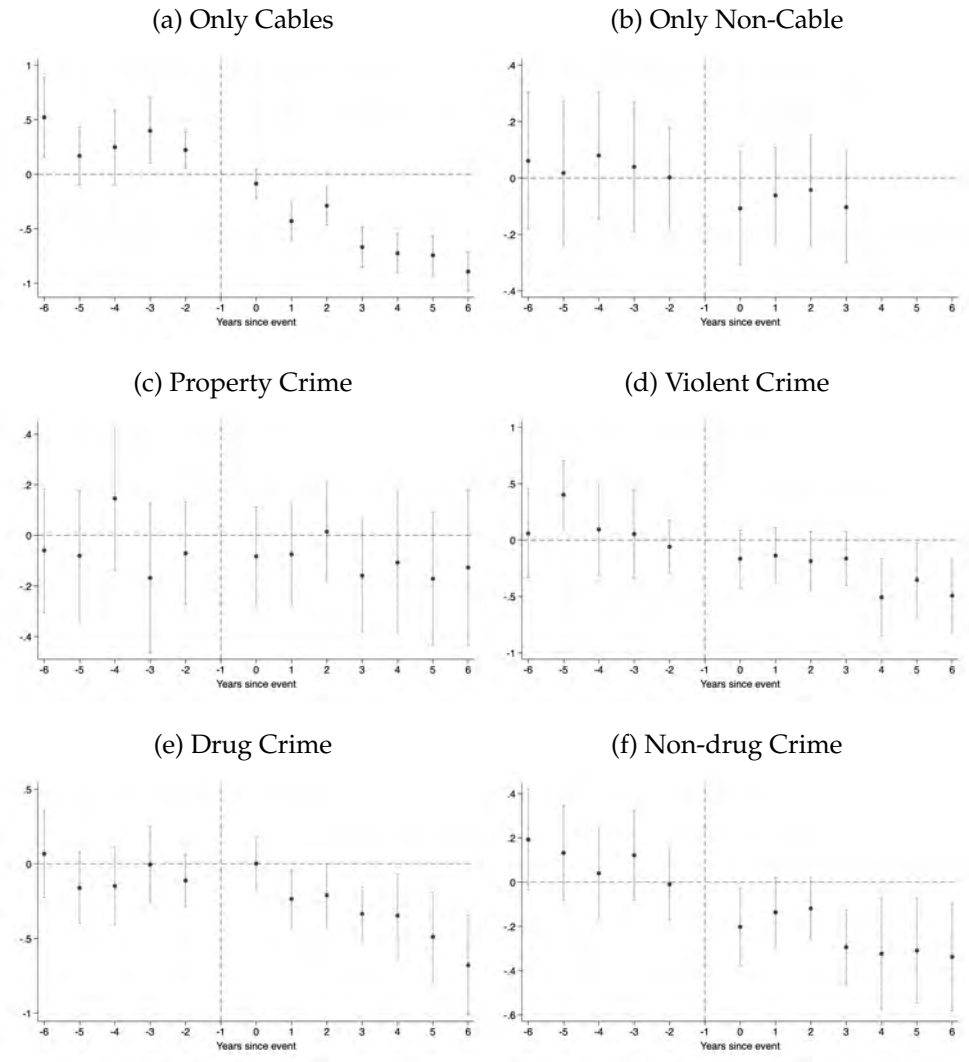 (a) Only Cables
(b) Only Non-Cable
1
.5
0
-.5
-1
-6 -5 -4 -3 -2 -1 0 1 2 3 4 5 6
Years since event
.4
.2
0
-.2
-.4
-6 -5 -4 -3 -2 -1 0 1 2 3 4 5 6
Years since event
(c) Property Crime
(d) Violent Crime
.4
.2
0
-.2
-.4
-6 -5 -4 -3 -2 -1 0 1 2 3 4 5 6
Years since event
1
.5
0
-.5
-1
-6 -5 -4 -3 -2 -1 0 1 2 3 4 5 6
Years since event
(e) Drug Crime
(f) Non-drug Crime
.5
0
-.5
-1
-6 -5 -4 -3 -2 -1 0 1 2 3 4 5 6
Years since event
.4
.2
0
-.2
-.4
-.6
-6 -5 -4 -3 -2 -1 0 1 2 3 4 5 6
Years since event